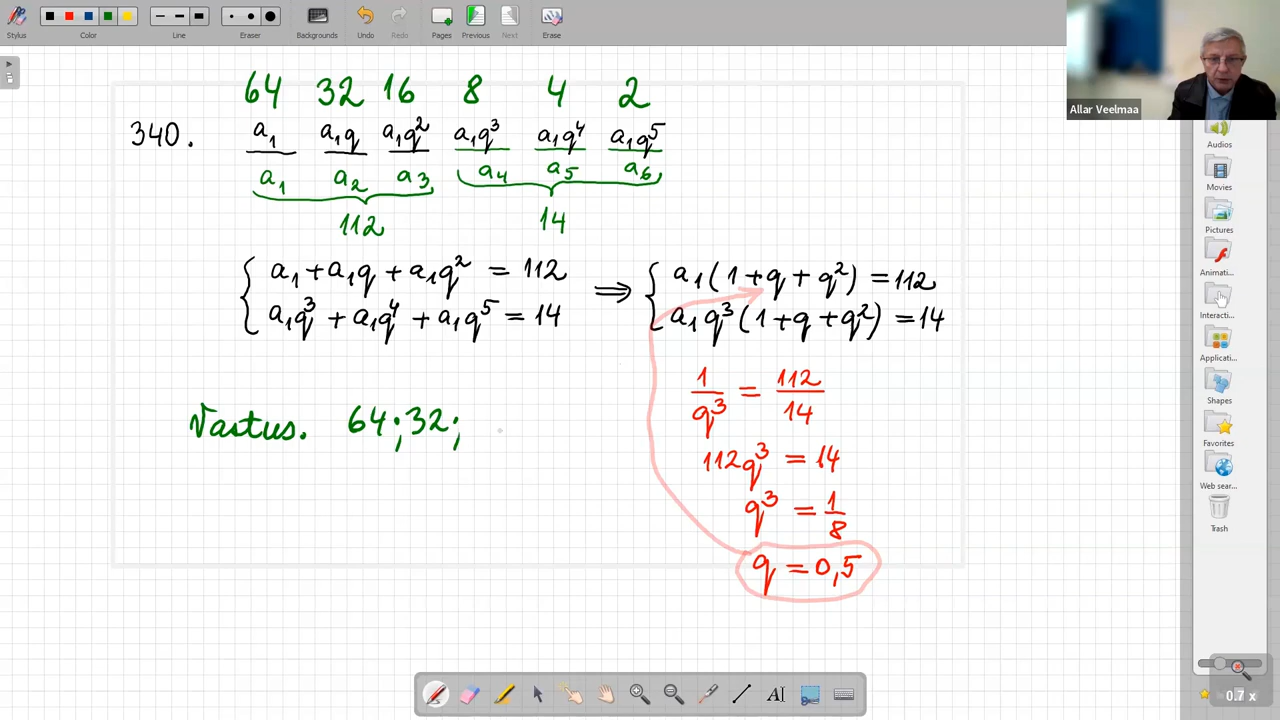 Stylus
Color
Line
Eraser
Backgrounds
Undo
Redo
Pages
Previous
Next
Erase
Allar Veelmaa
64 32 16 8 4 2
340. a₁ a₁q a₁q² a₁q³ a₁q⁴ a₁q⁵
a₁ a₂ a₃ a₄ a₅ a₆
112 14
{ a₁ + a₁q + a₁q² = 112 ⇒ { a₁(1+q+q²) = 112
a₁q³ + a₁q⁴ + a₁q⁵ = 14 a₁q³(1+q+q²) = 14
1/q³ = 112/14
Vastus. 64; 32;
112q³ = 14
q³ = 1/8
q = 0,5
Audios
Movies
Pictures
Animati...
Interacti...
Applicati...
Shapes
Favorites
Web sear...
Trash
0.7 x
AI